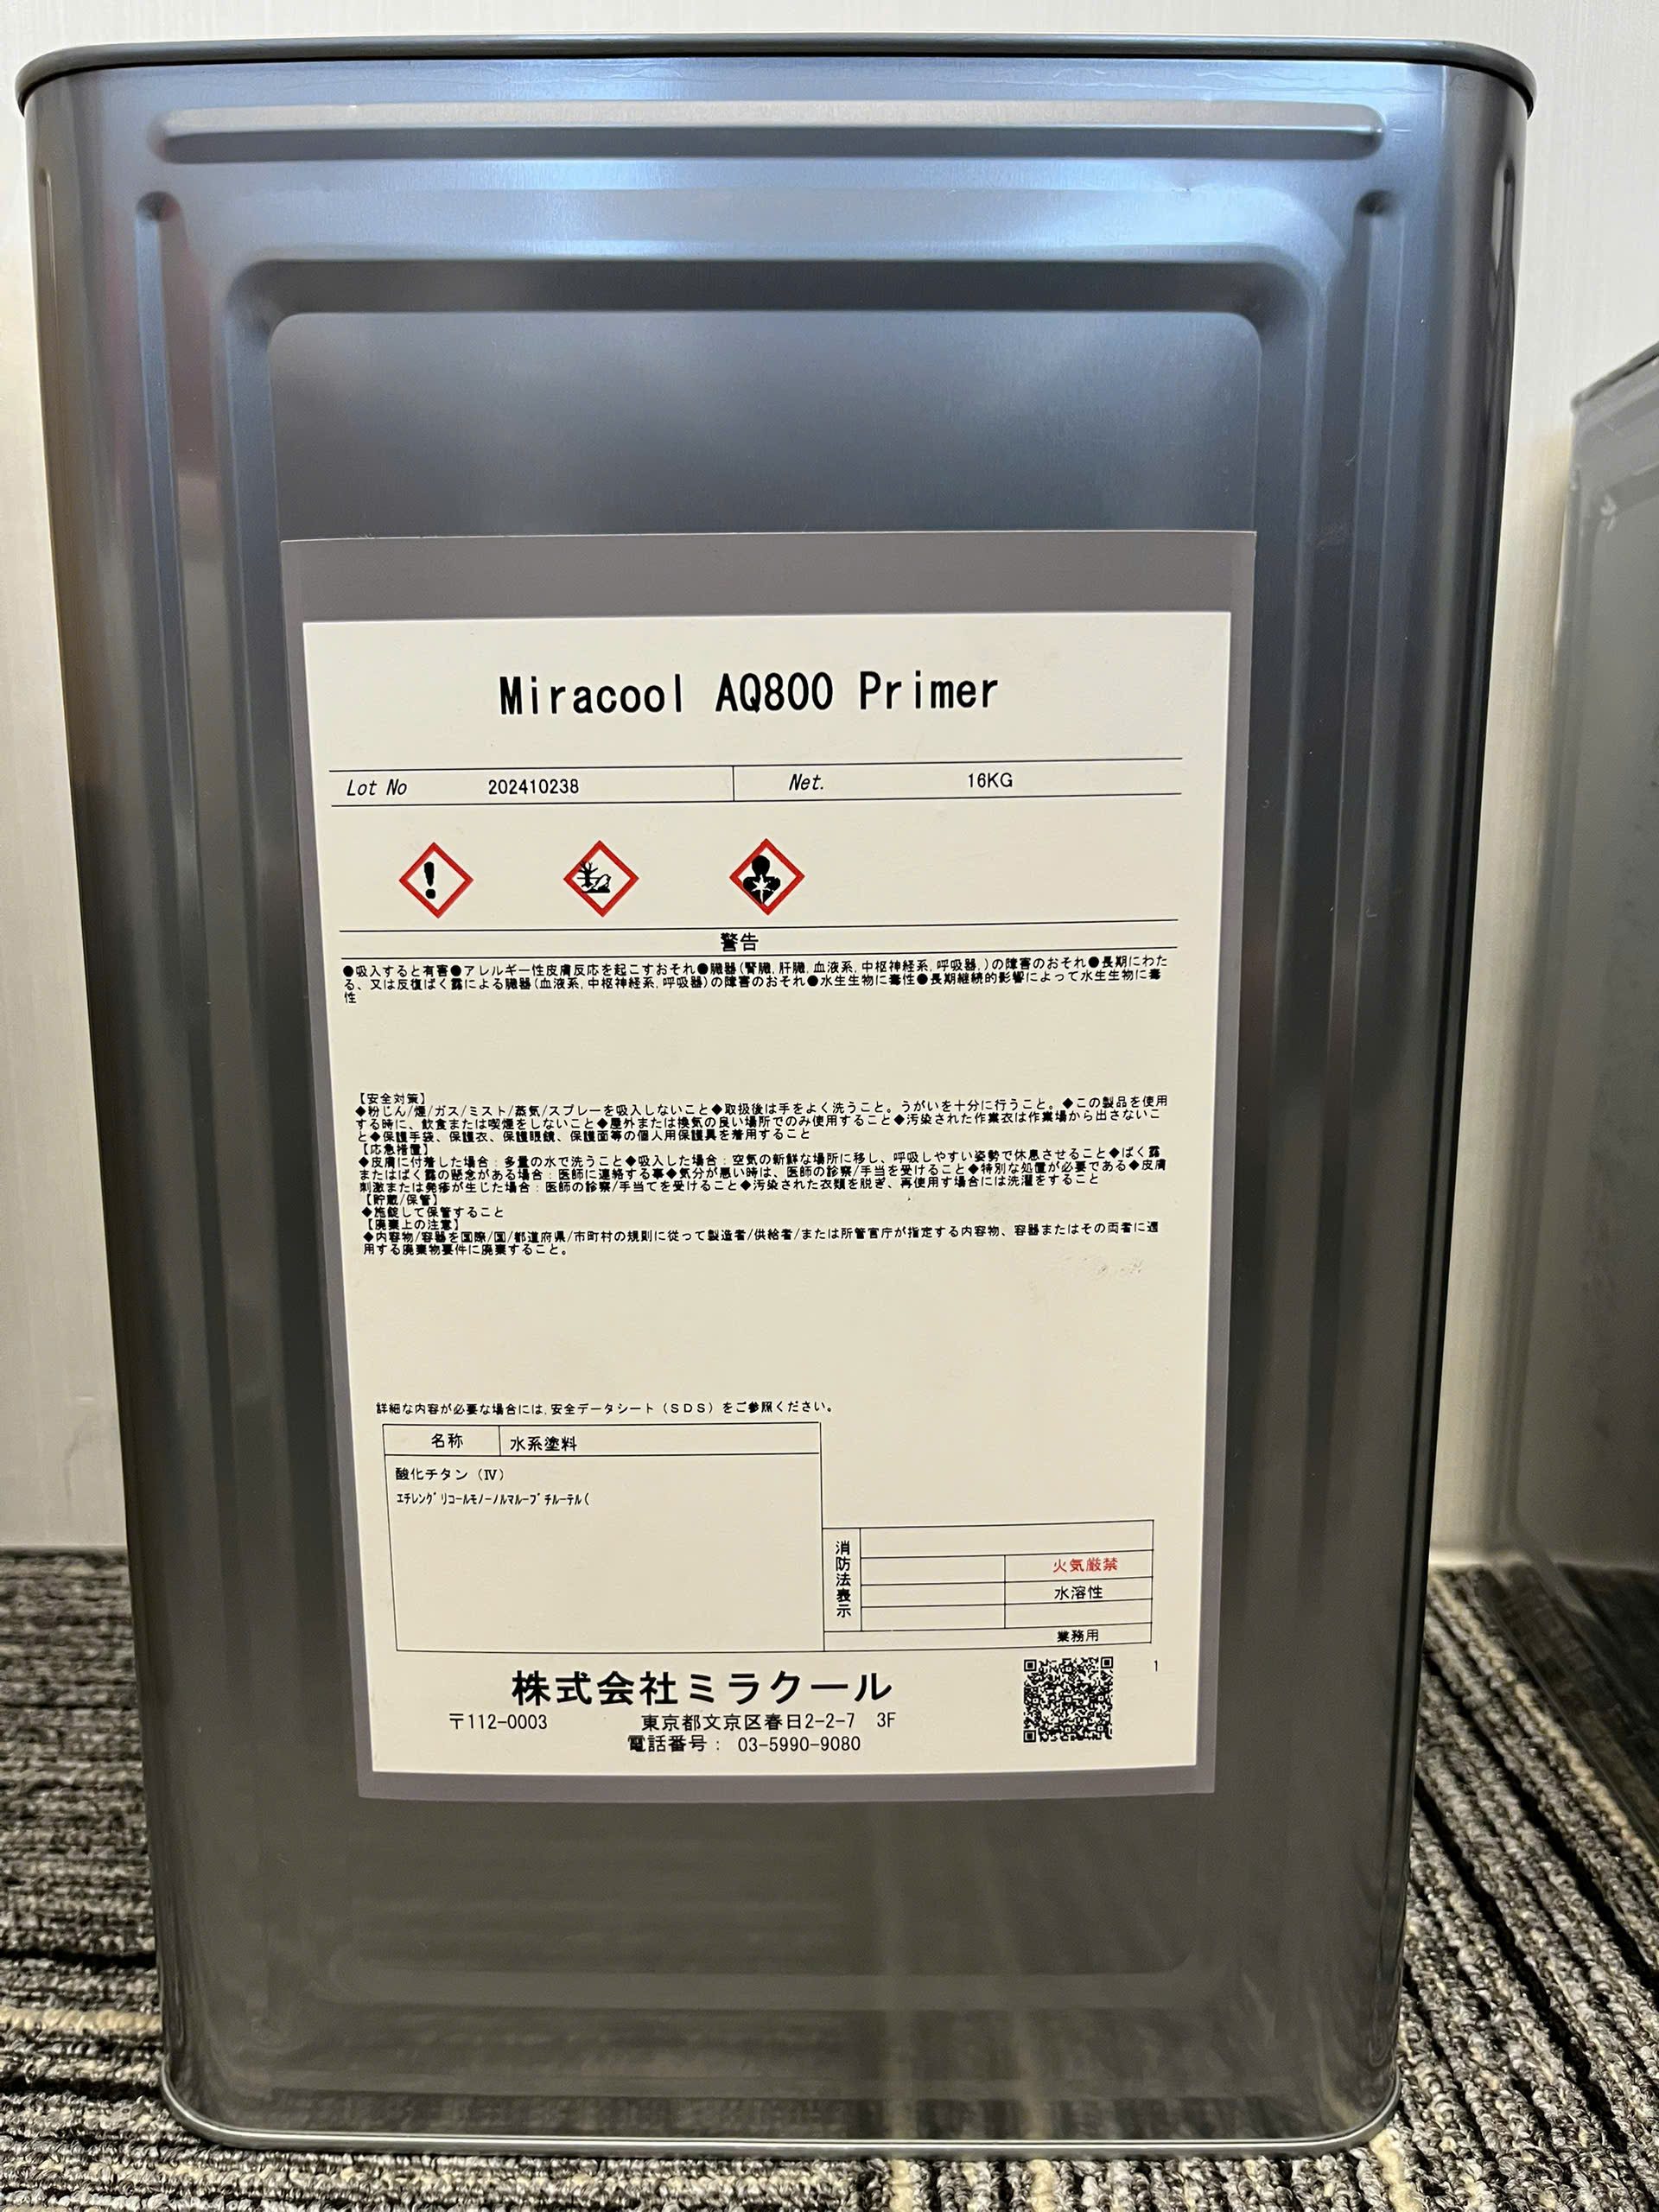 Miracool AQ800 Primer
Lot No 202410238 Net. 16KG
警告
●吸入すると有害●アレルギー性皮膚反応を起こすおそれ●臓器(腎臓,肝臓,血液系,中枢神経系,呼吸器,)の障害のおそれ●長期にわた
る、又は反復ばく露による臓器(血液系,中枢神経系,呼吸器)の障害のおそれ●水生生物に毒性●長期継続的影響によって水生生物に毒
性
【安全対策】
◆粉じん/煙/ガス/ミスト/蒸気/スプレーを吸入しないこと◆取扱後は手をよく洗うこと。うがいを十分に行うこと。◆この製品を使用
する時に、飲食または喫煙をしないこと◆屋外または換気の良い場所でのみ使用すること◆汚染された作業衣は作業場から出さないこ
と◆保護手袋、保護衣、保護眼鏡、保護面等の個人用保護具を着用すること
【応急措置】
◆皮膚に付着した場合：多量の水で洗うこと◆吸入した場合：空気の新鮮な場所に移し、呼吸しやすい姿勢で休息させること◆ばく露
またはばく露の懸念がある場合：医師に連絡する事◆気分が悪い時は、医師の診察/手当を受けること◆特別な処置が必要である◆皮膚
刺激または発疹が生じた場合：医師の診察/手当てを受けること◆汚染された衣類を脱ぎ、再使用す場合には洗濯をすること
【貯蔵/保管】
◆施錠して保管すること
【廃棄上の注意】
◆内容物/容器を国際/国/都道府県/市町村の規則に従って製造者/供給者/または所管官庁が指定する内容物、容器またはその両者に適
用する廃棄物要件に廃棄すること。
詳細な内容が必要な場合には,安全データシート（ＳＤＳ）をご参照ください。
名称 水系塗料
酸化チタン（Ⅳ）
ｴﾁﾚﾝｸﾞﾘｺｰﾙﾓﾉｰﾉﾙﾏﾙｰﾌﾞﾁﾙｰﾃﾙ(
消防法表示
火気厳禁
水溶性
業務用
1
株式会社ミラクール
〒112-0003 東京都文京区春日2-2-7 3F
電話番号： 03-5990-9080